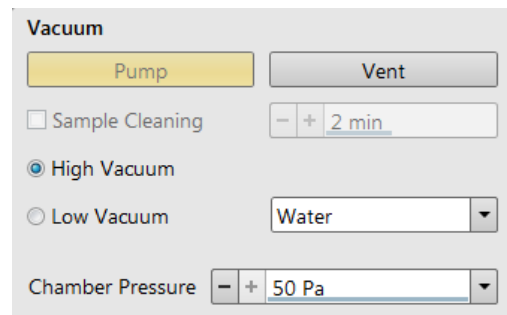 Vacuum
Pump Vent
Sample Cleaning - + 2 min
High Vacuum
Low Vacuum Water
Chamber Pressure - + 50 Pa